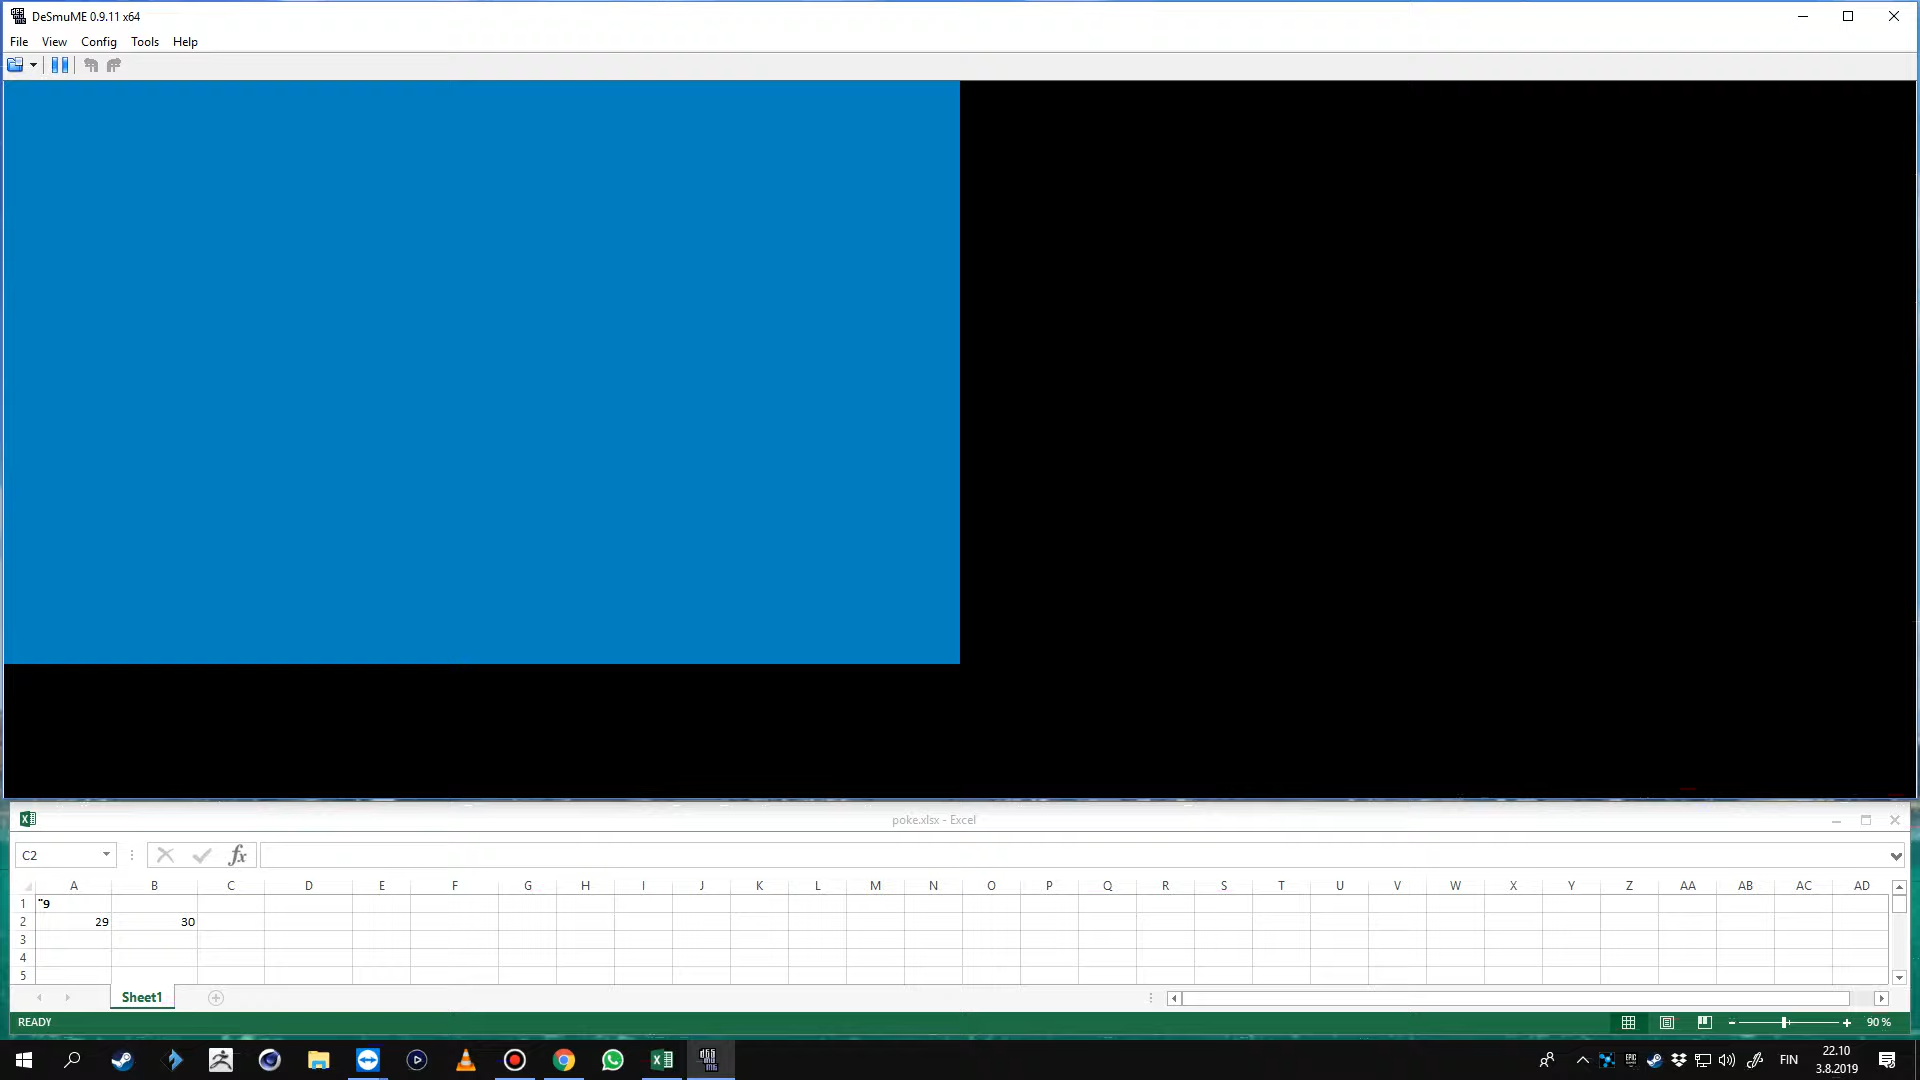 DeSmuME 0.9.11 x64
File View Config Tools Help
poke.xlsx - Excel
C2 fx
A B C D E F G H I J K L M N O P Q R S T U V W X Y Z AA AB AC AD
1 "9
2 29 30
3
4
5
Sheet1
READY 90 %
FIN 22.10
3.8.2019